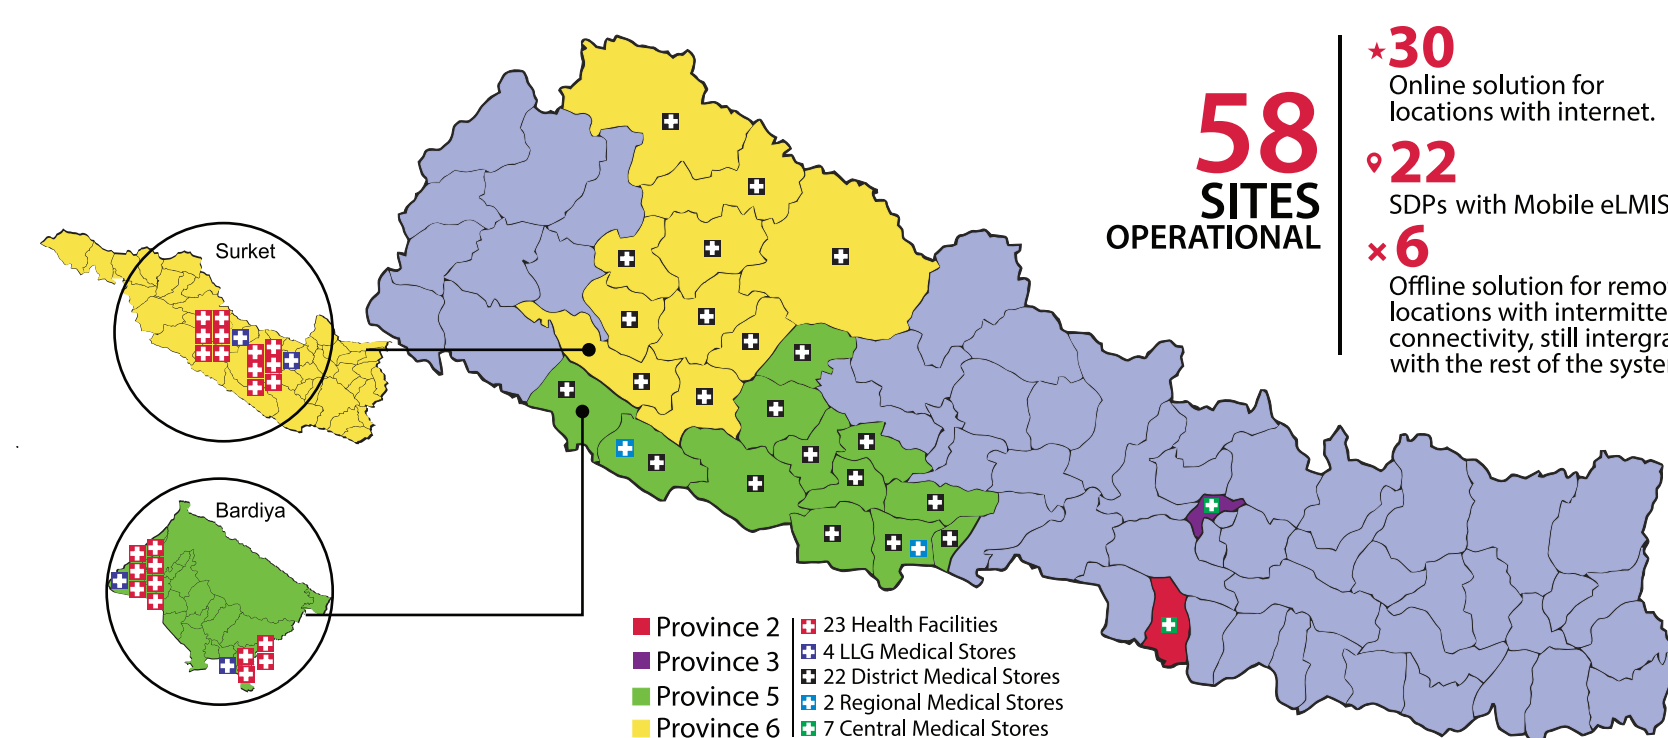 Surket
Bardiya
58
SITES
OPERATIONAL
30
Online solution for
locations with internet.
22
SDPs with Mobile eLMIS
6
Offline solution for remo
locations with intermitte
connectivity, still intergra
with the rest of the system
Province 2
Province 3
Province 5
Province 6
23 Health Facilities
4 LLG Medical Stores
22 District Medical Stores
2 Regional Medical Stores
7 Central Medical Stores